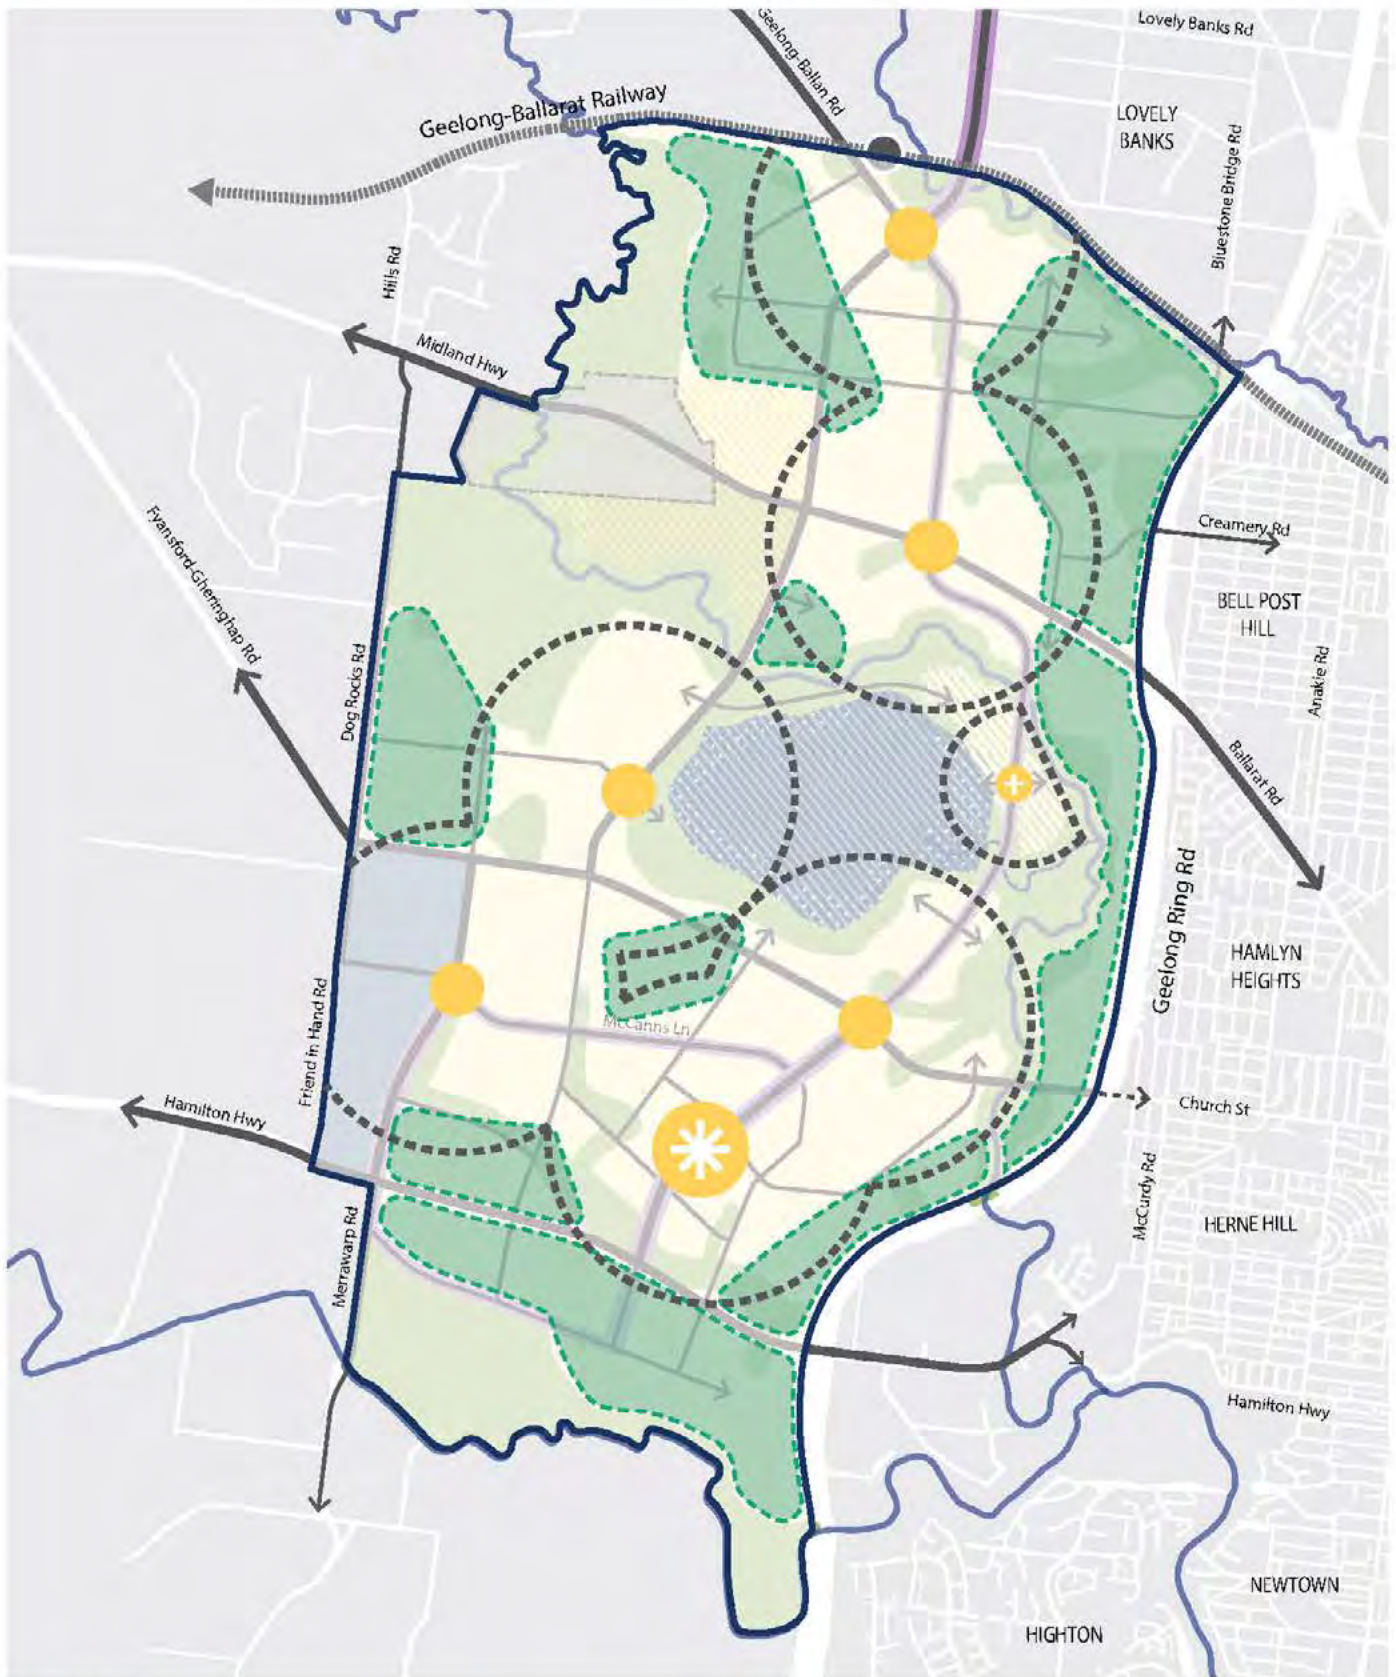 Lovely Banks Rd
Geelong-Ballan Rd
Geelong-Ballarat Railway
LOVELY
BANKS
Bluestone Bridge Rd
Hills Rd
Midland Hwy
Creamery Rd
Fyansford-Gheringhap Rd
BELL POST
HILL
Dog Rocks Rd
Anakie Rd
Ballarat Rd
Geelong Ring Rd
HAMLYN
HEIGHTS
Friend in Hand Rd
McCanns Ln
Hamilton Hwy
Church St
McCurdy Rd
HERNE HILL
Merrawarp Rd
Hamilton Hwy
NEWTOWN
HIGHTON